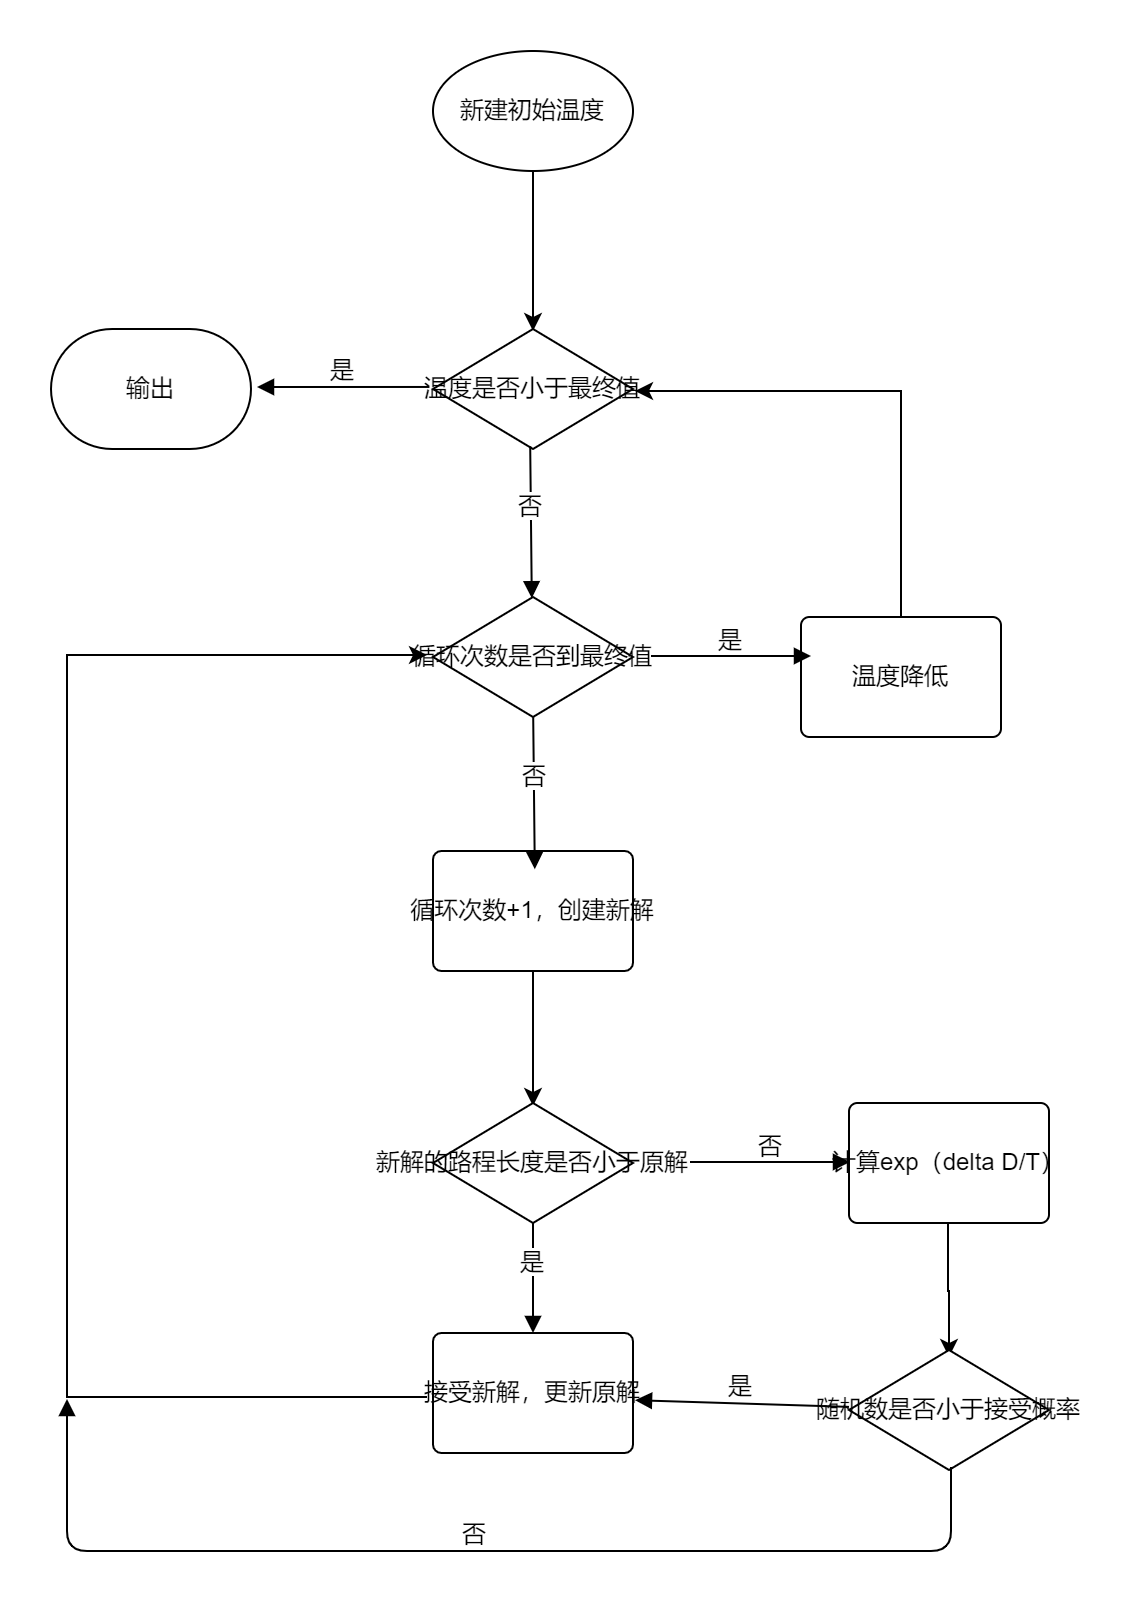 新建初始温度
是
输出
温度是否小于最终值
否
循环次数是否到最终值
是
温度降低
否
循环次数+1，创建新解
新解的路程长度是否小于原解
否
计算exp（delta D/T）
是
接受新解，更新原解
是
随机数是否小于接受概率
否